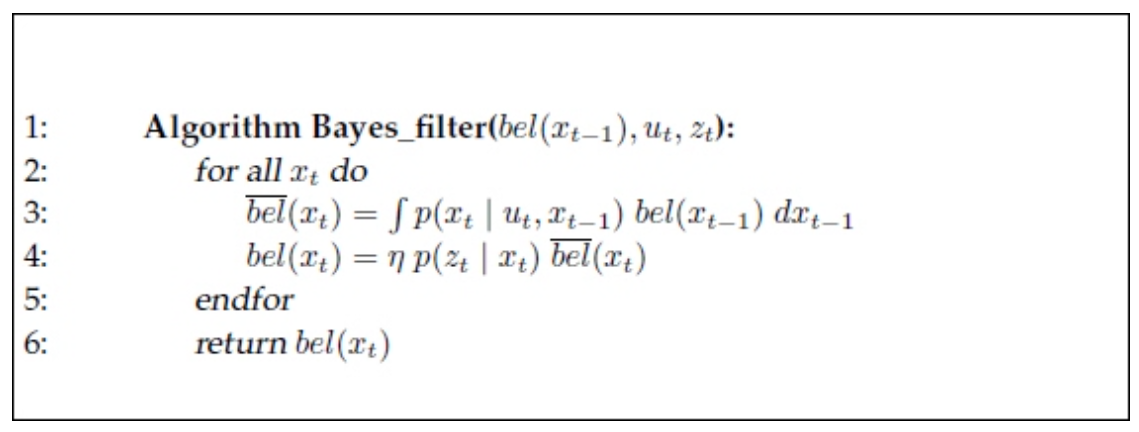 1: Algorithm Bayes_filter(bel(x_{t−1}), u_t, z_t):
2: for all x_t do
3: \overline{bel}(x_t) = ∫ p(x_t | u_t, x_{t−1}) bel(x_{t−1}) dx_{t−1}
4: bel(x_t) = η p(z_t | x_t) \overline{bel}(x_t)
5: endfor
6: return bel(x_t)